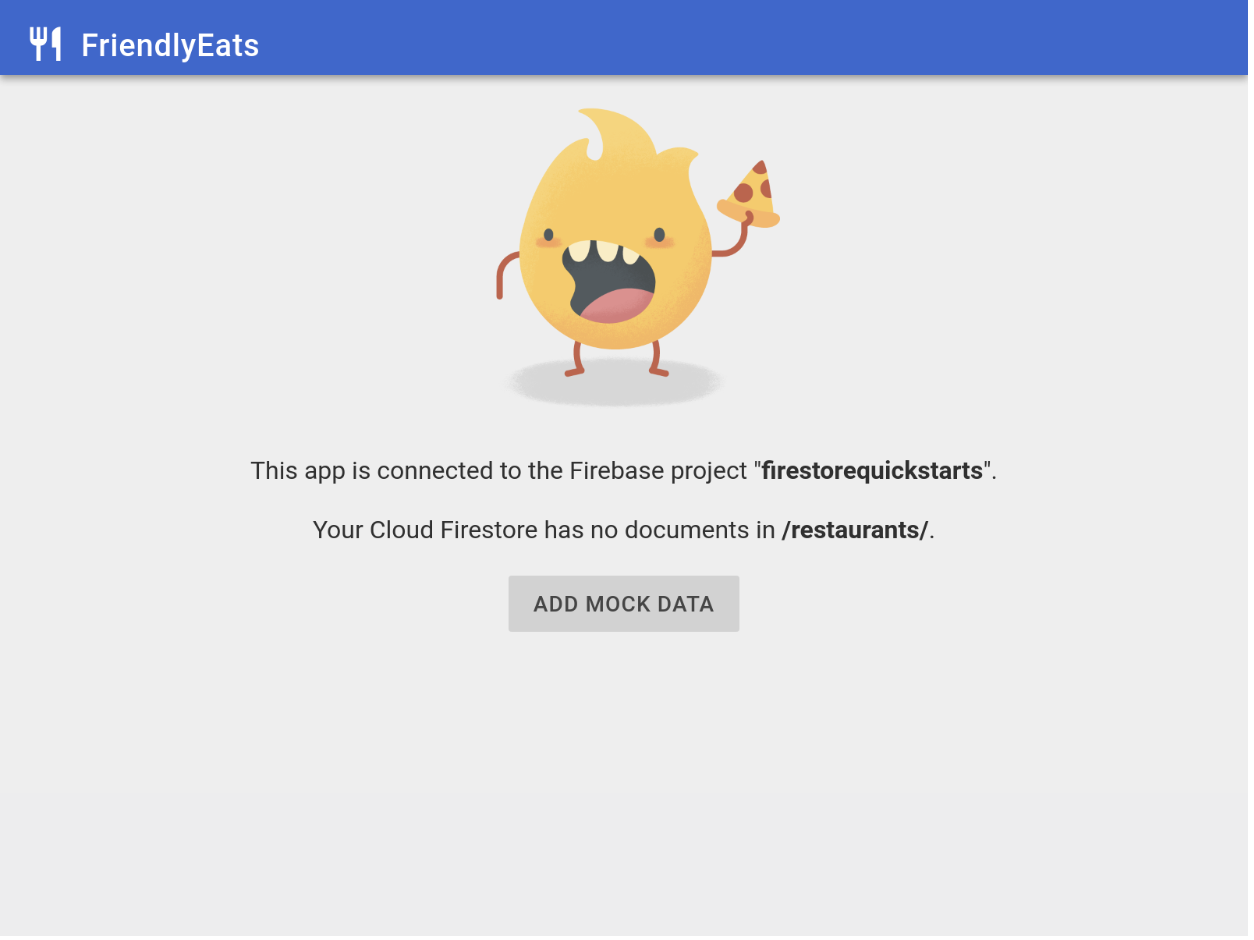 FriendlyEats
This app is connected to the Firebase project "firestorequickstarts".
Your Cloud Firestore has no documents in /restaurants/.
ADD MOCK DATA